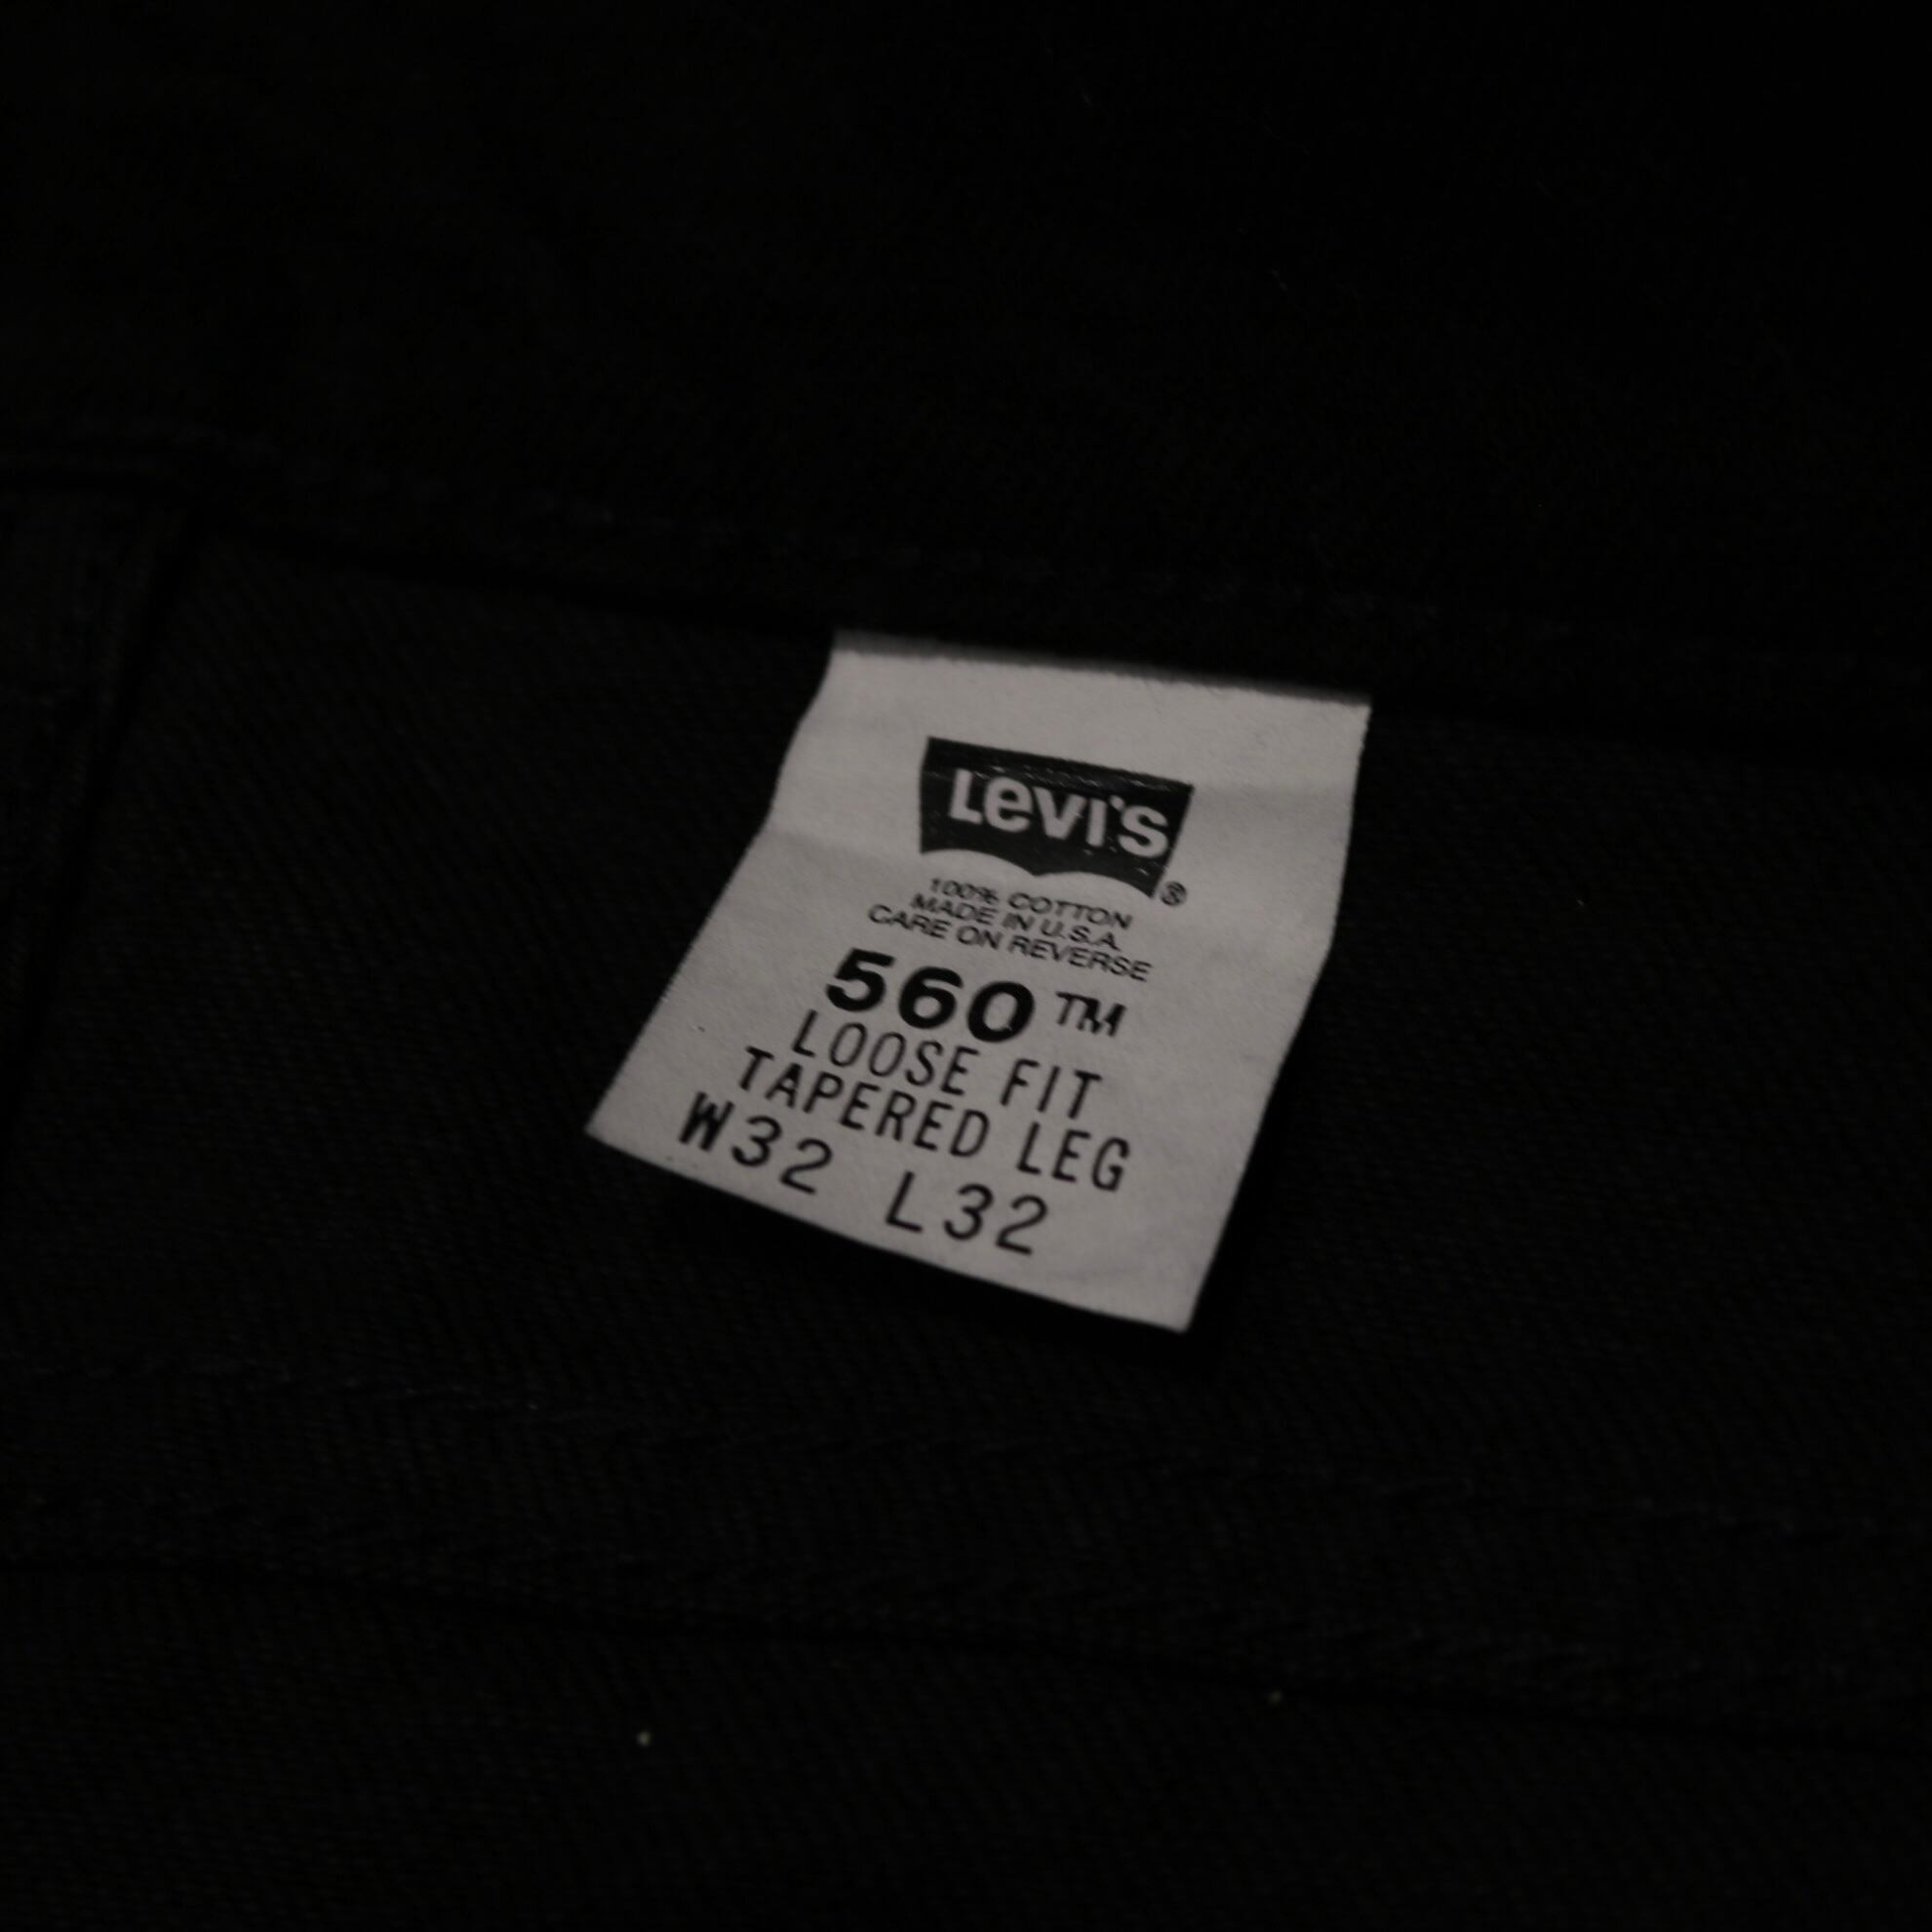 Levi's ®
100% COTTON
MADE IN U.S.A.
CARE ON REVERSE
560™
LOOSE FIT
TAPERED LEG
W32 L32